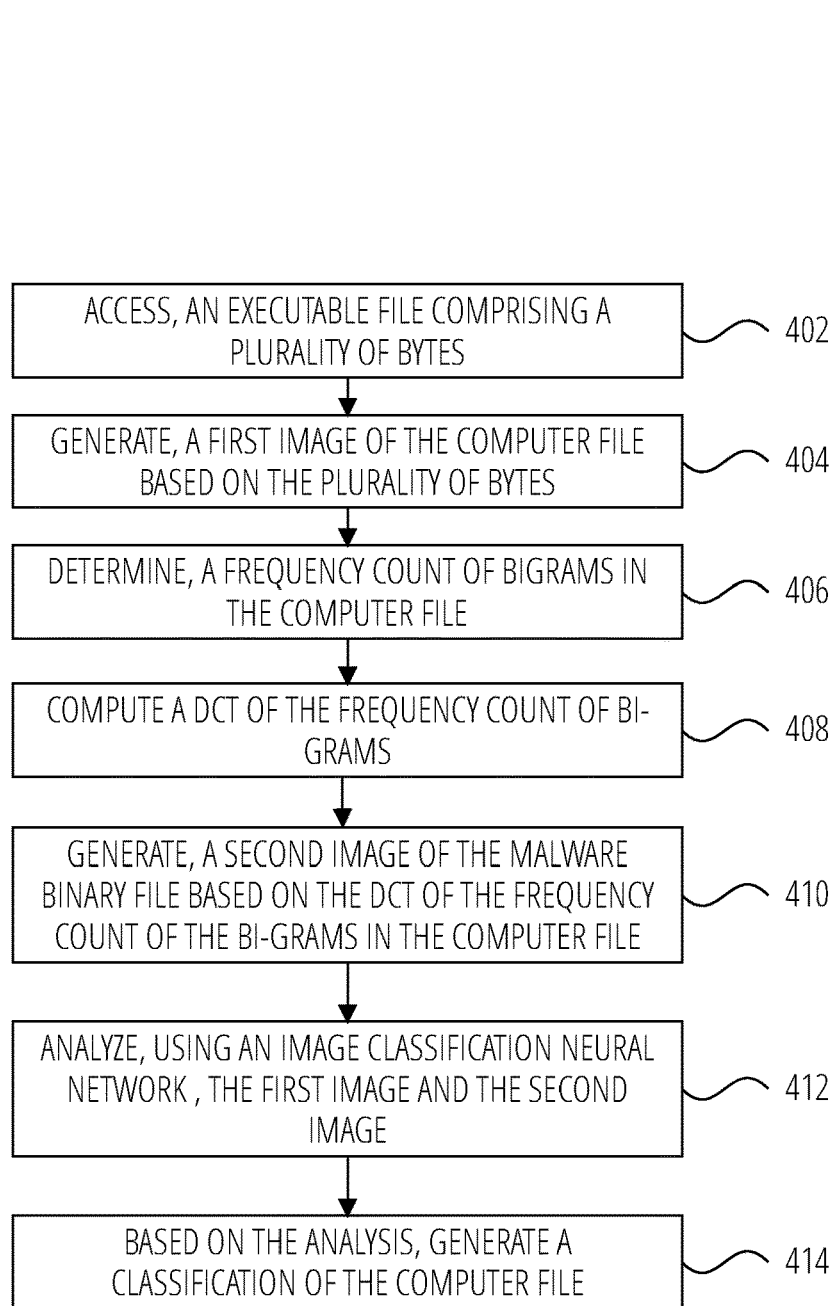 ACCESS, AN EXECUTABLE FILE COMPRISING A
PLURALITY OF BYTES
402
GENERATE, A FIRST IMAGE OF THE COMPUTER FILE
BASED ON THE PLURALITY OF BYTES
404
DETERMINE, A FREQUENCY COUNT OF BIGRAMS IN
THE COMPUTER FILE
406
COMPUTE A DCT OF THE FREQUENCY COUNT OF BI-
GRAMS
408
GENERATE, A SECOND IMAGE OF THE MALWARE
BINARY FILE BASED ON THE DCT OF THE FREQUENCY
COUNT OF THE BI-GRAMS IN THE COMPUTER FILE
410
ANALYZE, USING AN IMAGE CLASSIFICATION NEURAL
NETWORK , THE FIRST IMAGE AND THE SECOND
IMAGE
412
BASED ON THE ANALYSIS, GENERATE A
CLASSIFICATION OF THE COMPUTER FILE
414